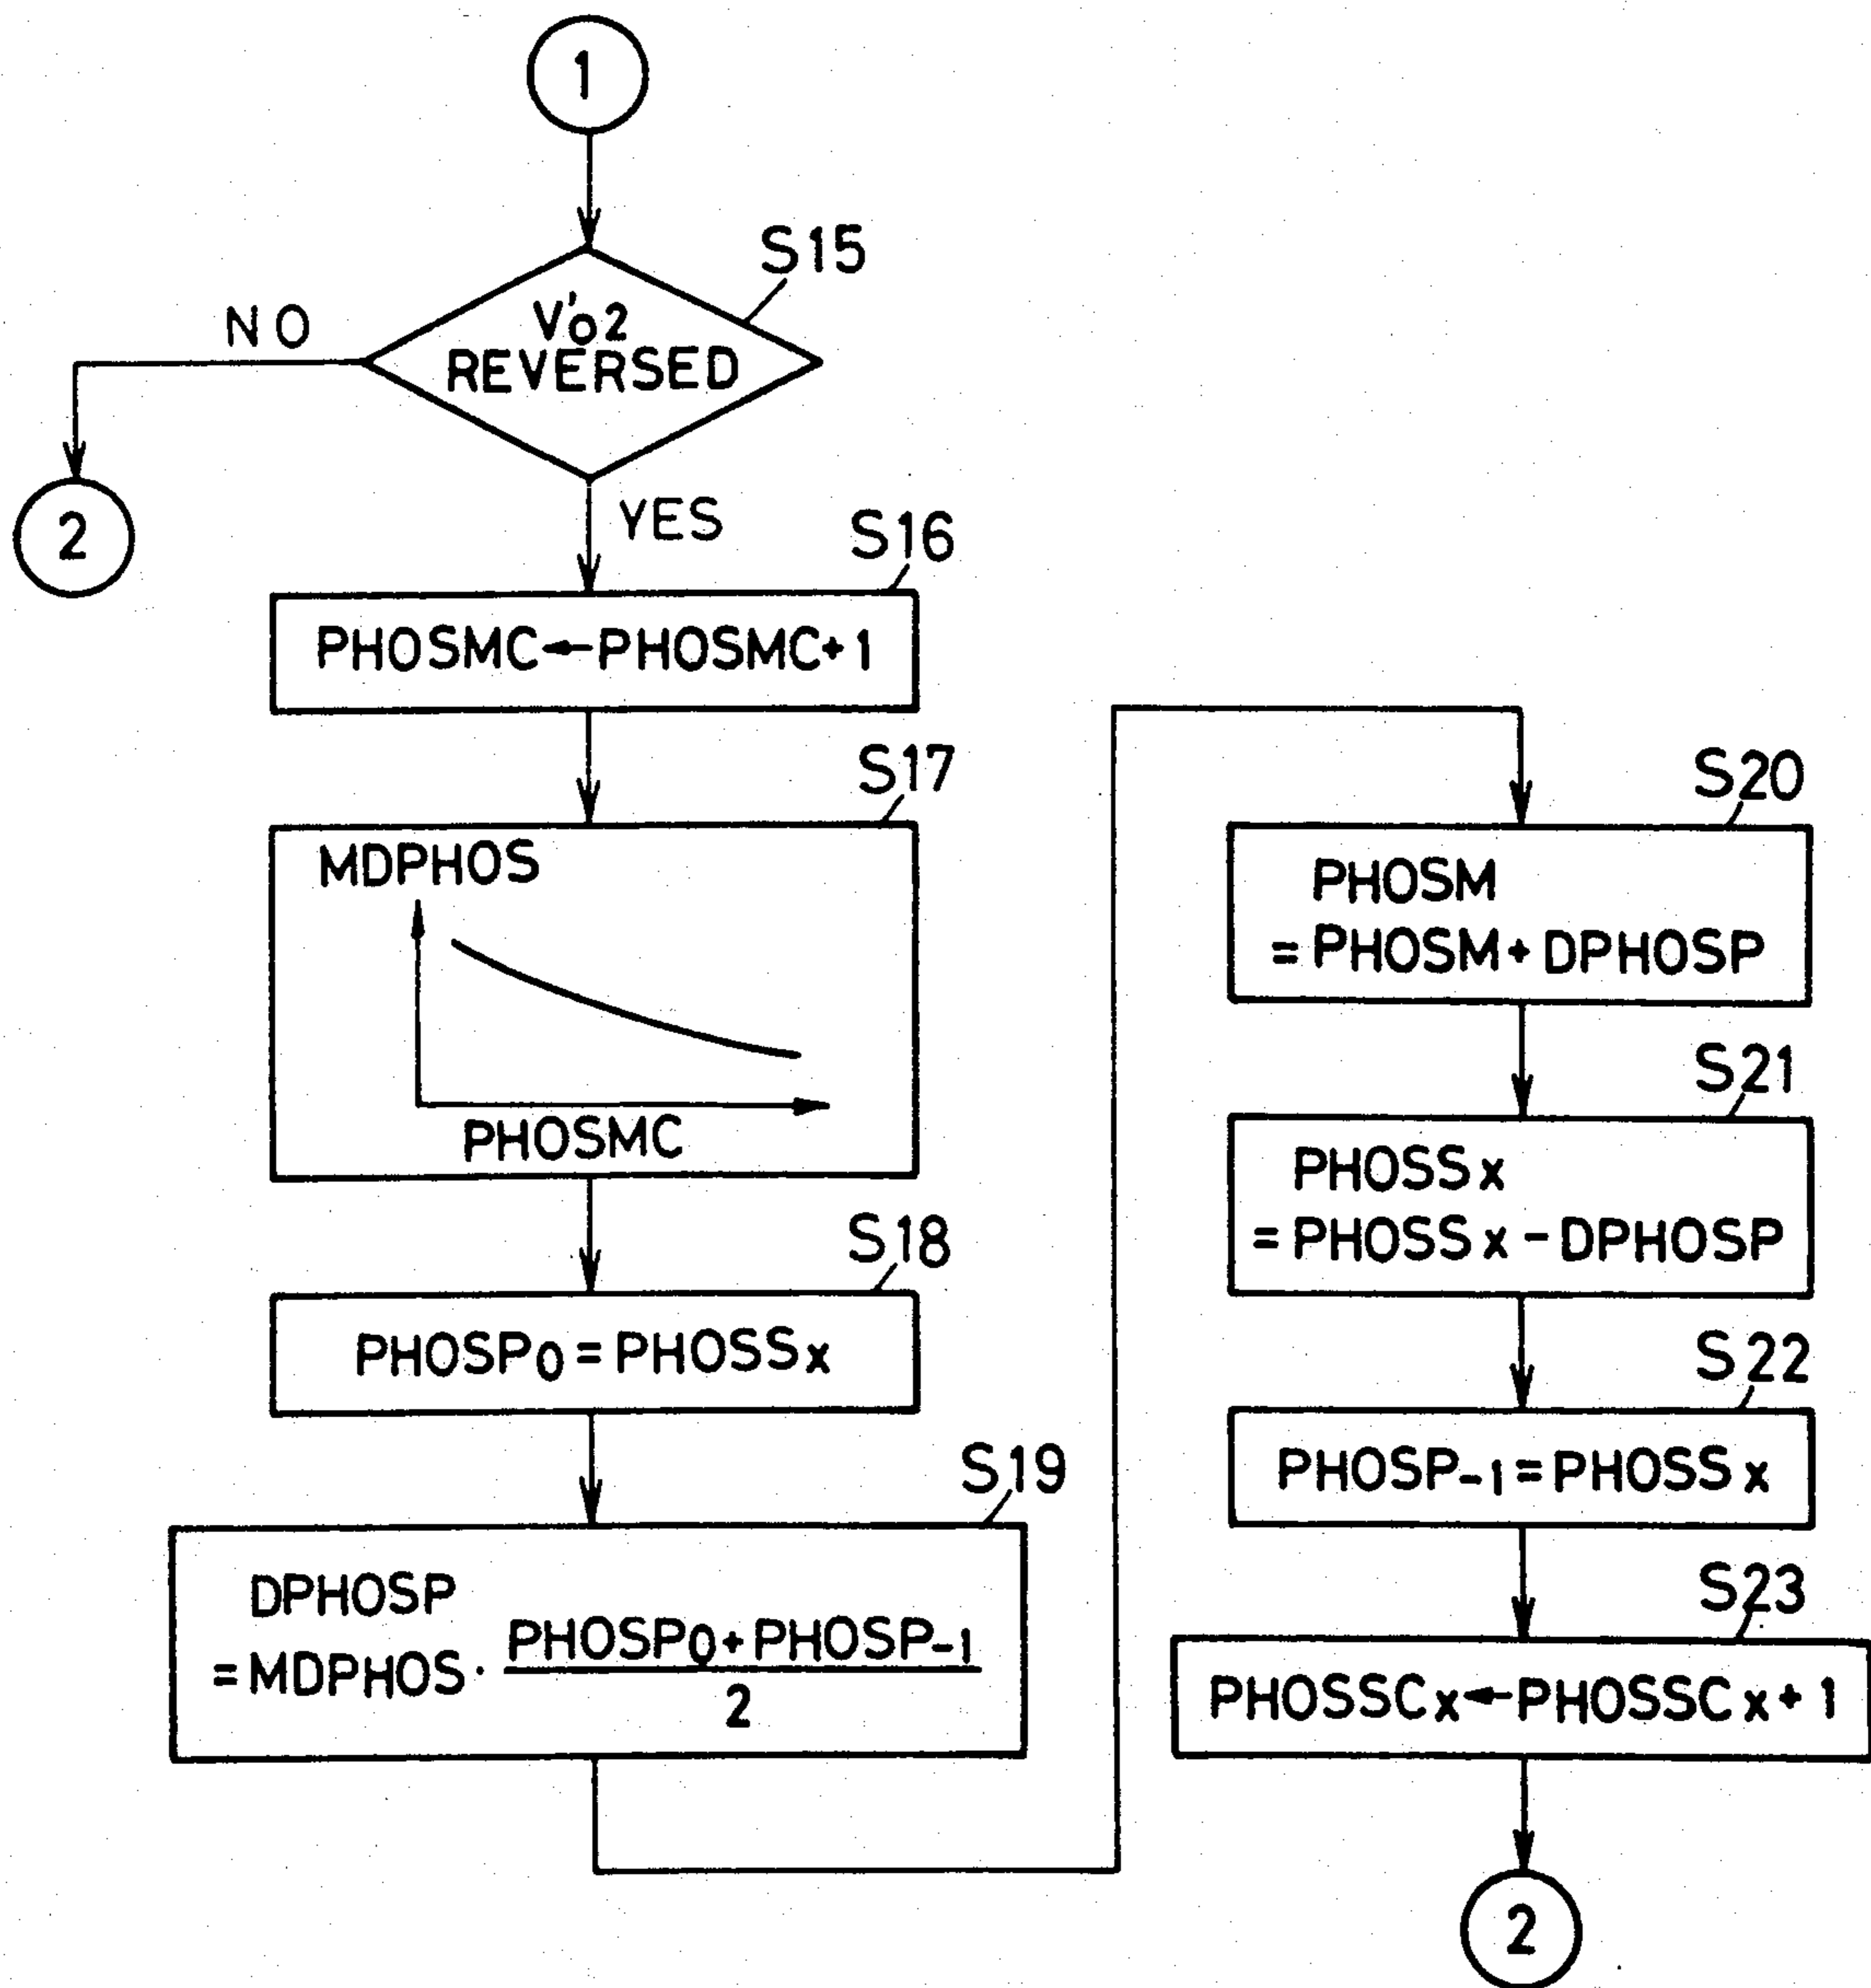 1
S15
V'o2
REVERSED
NO
2
YES
S16
PHOSMC←PHOSMC+1
S17
MDPHOS
PHOSMC
S18
PHOSP0=PHOSSx
S19
DPHOSP
=MDPHOS· PHOSP0+PHOSP-1
2
S20
PHOSM
=PHOSM+DPHOSP
S21
PHOSSx
=PHOSSx-DPHOSP
S22
PHOSP-1=PHOSSx
S23
PHOSSCx←PHOSSCx+1
2